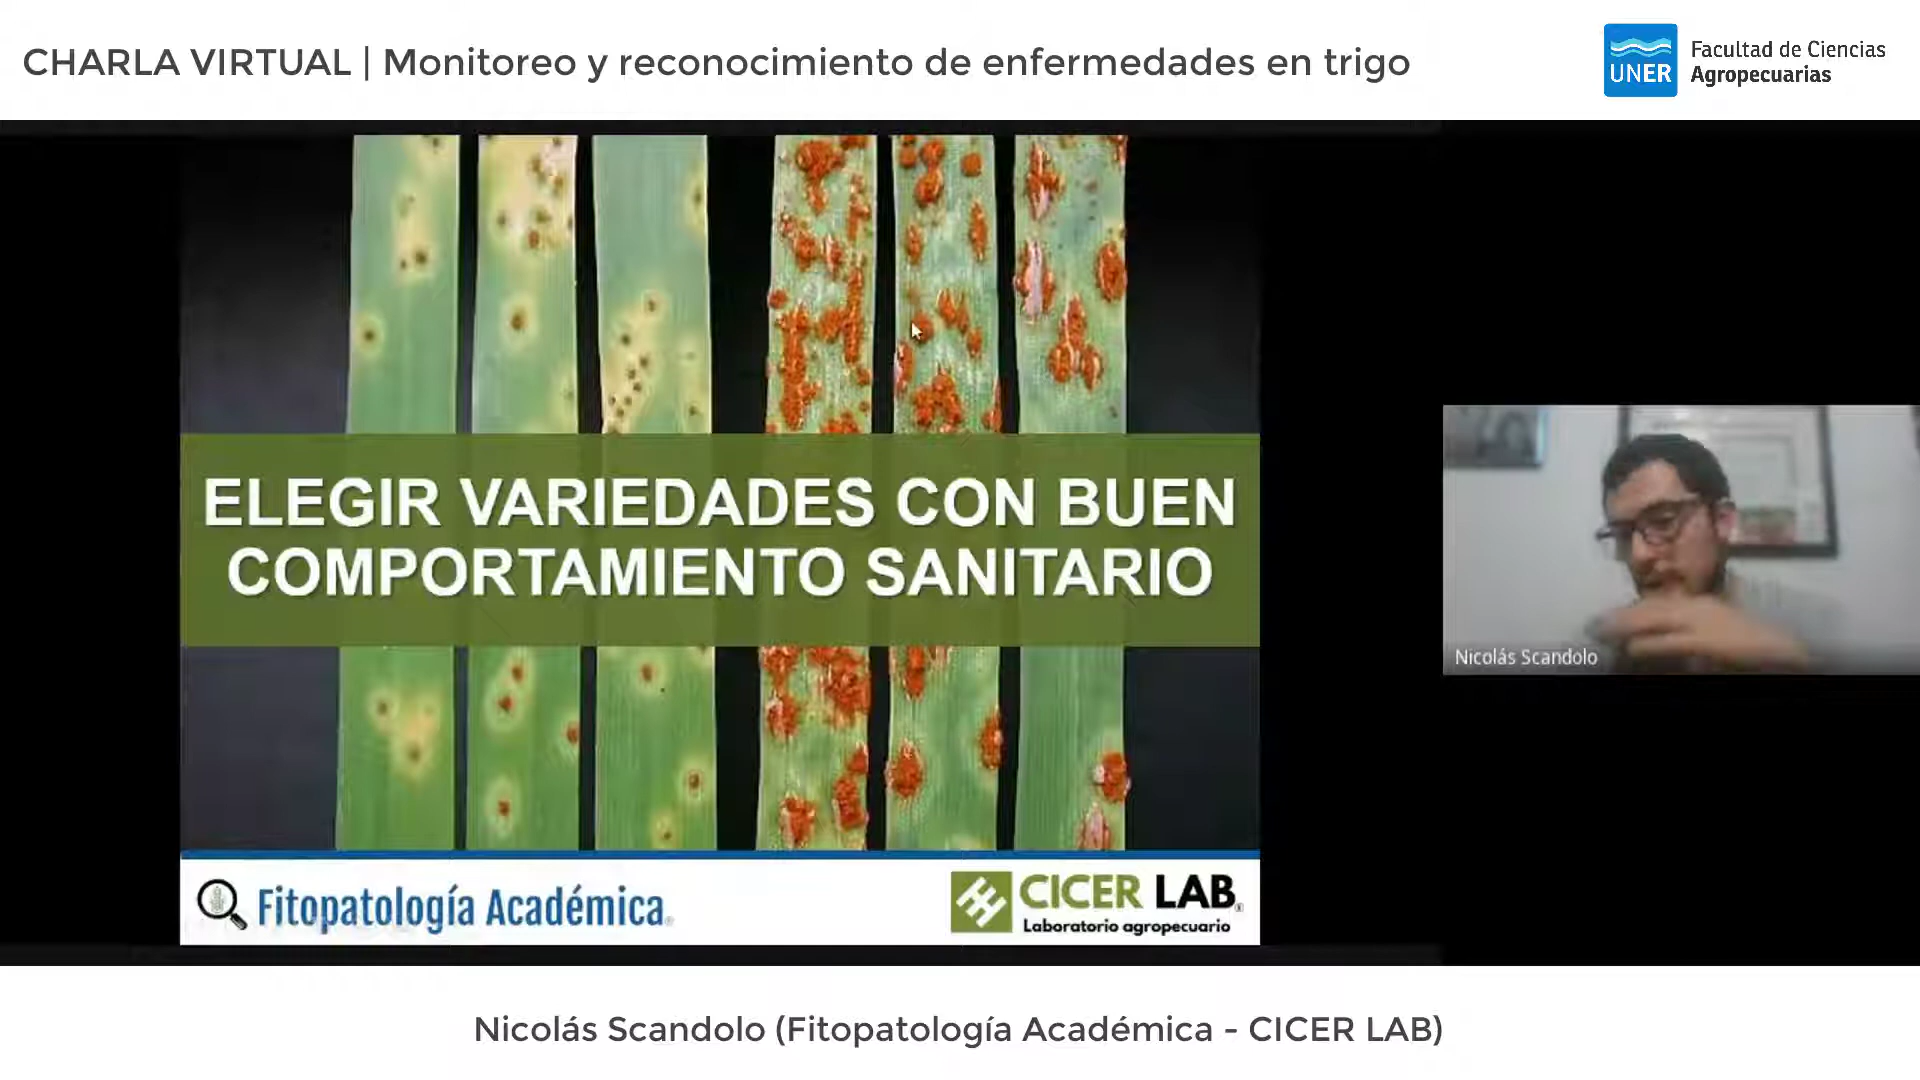 CHARLA VIRTUAL | Monitoreo y reconocimiento de enfermedades en trigo
UNER
Facultad de Ciencias
Agropecuarias
ELEGIR VARIEDADES CON BUEN
COMPORTAMIENTO SANITARIO
Nicolás Scandolo
Fitopatología Académica®
CICER LAB®
Laboratorio agropecuario
Nicolás Scandolo (Fitopatología Académica - CICER LAB)